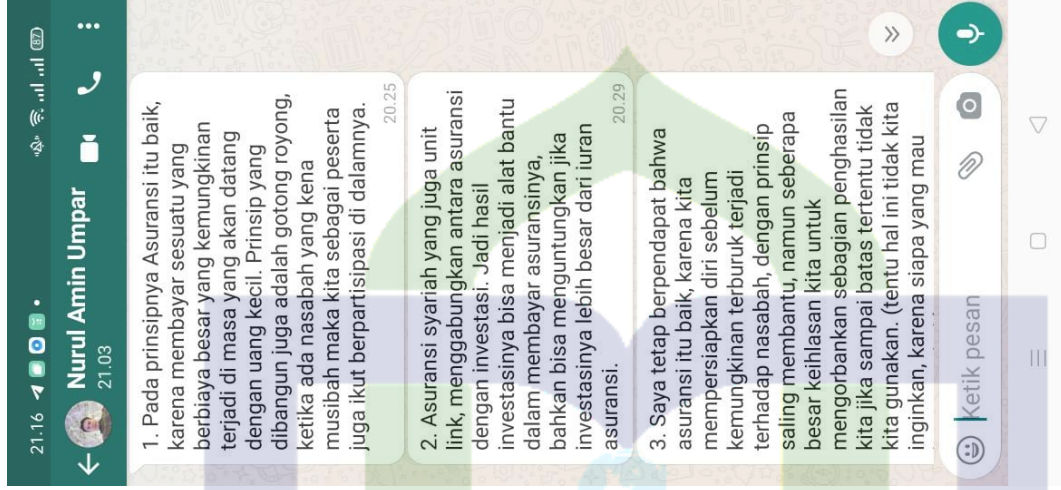 21.16
87
Nurul Amin Umpar
21.03
1. Pada prinsipnya Asuransi itu baik,
karena membayar sesuatu yang
berbiaya besar yang kemungkinan
terjadi di masa yang akan datang
dengan uang kecil. Prinsip yang
dibangun juga adalah gotong royong,
ketika ada nasabah yang kena
musibah maka kita sebagai peserta
juga ikut berpartisipasi di dalamnya.
20.25
2. Asuransi syariah yang juga unit
link, menggabungkan antara asuransi
dengan investasi. Jadi hasil
investasinya bisa menjadi alat bantu
dalam membayar asuransinya,
bahkan bisa menguntungkan jika
investasinya lebih besar dari iuran
asuransi.
20.29
3. Saya tetap berpendapat bahwa
asuransi itu baik, karena kita
mempersiapkan diri sebelum
kemungkinan terburuk terjadi
terhadap nasabah, dengan prinsip
saling membantu, namun seberapa
besar keihlasan kita untuk
mengorbankan sebagian penghasilan
kita jika sampai batas tertentu tidak
kita gunakan. (tentu hal ini tidak kita
inginkan, karena siapa yang mau
Ketik pesan